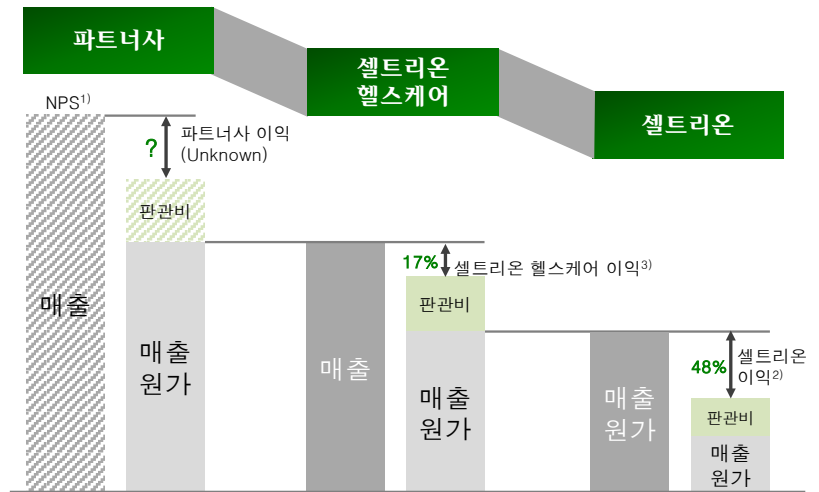 파트너사
셀트리온
헬스케어
셀트리온
NPS1)
?
파트너사 이익
(Unknown)
판관비
매출
매출
원가
17%
셀트리온 헬스케어 이익3)
매출
판관비
매출
원가
48%
셀트리온
이익2)
매출
원가
판관비
매출
원가